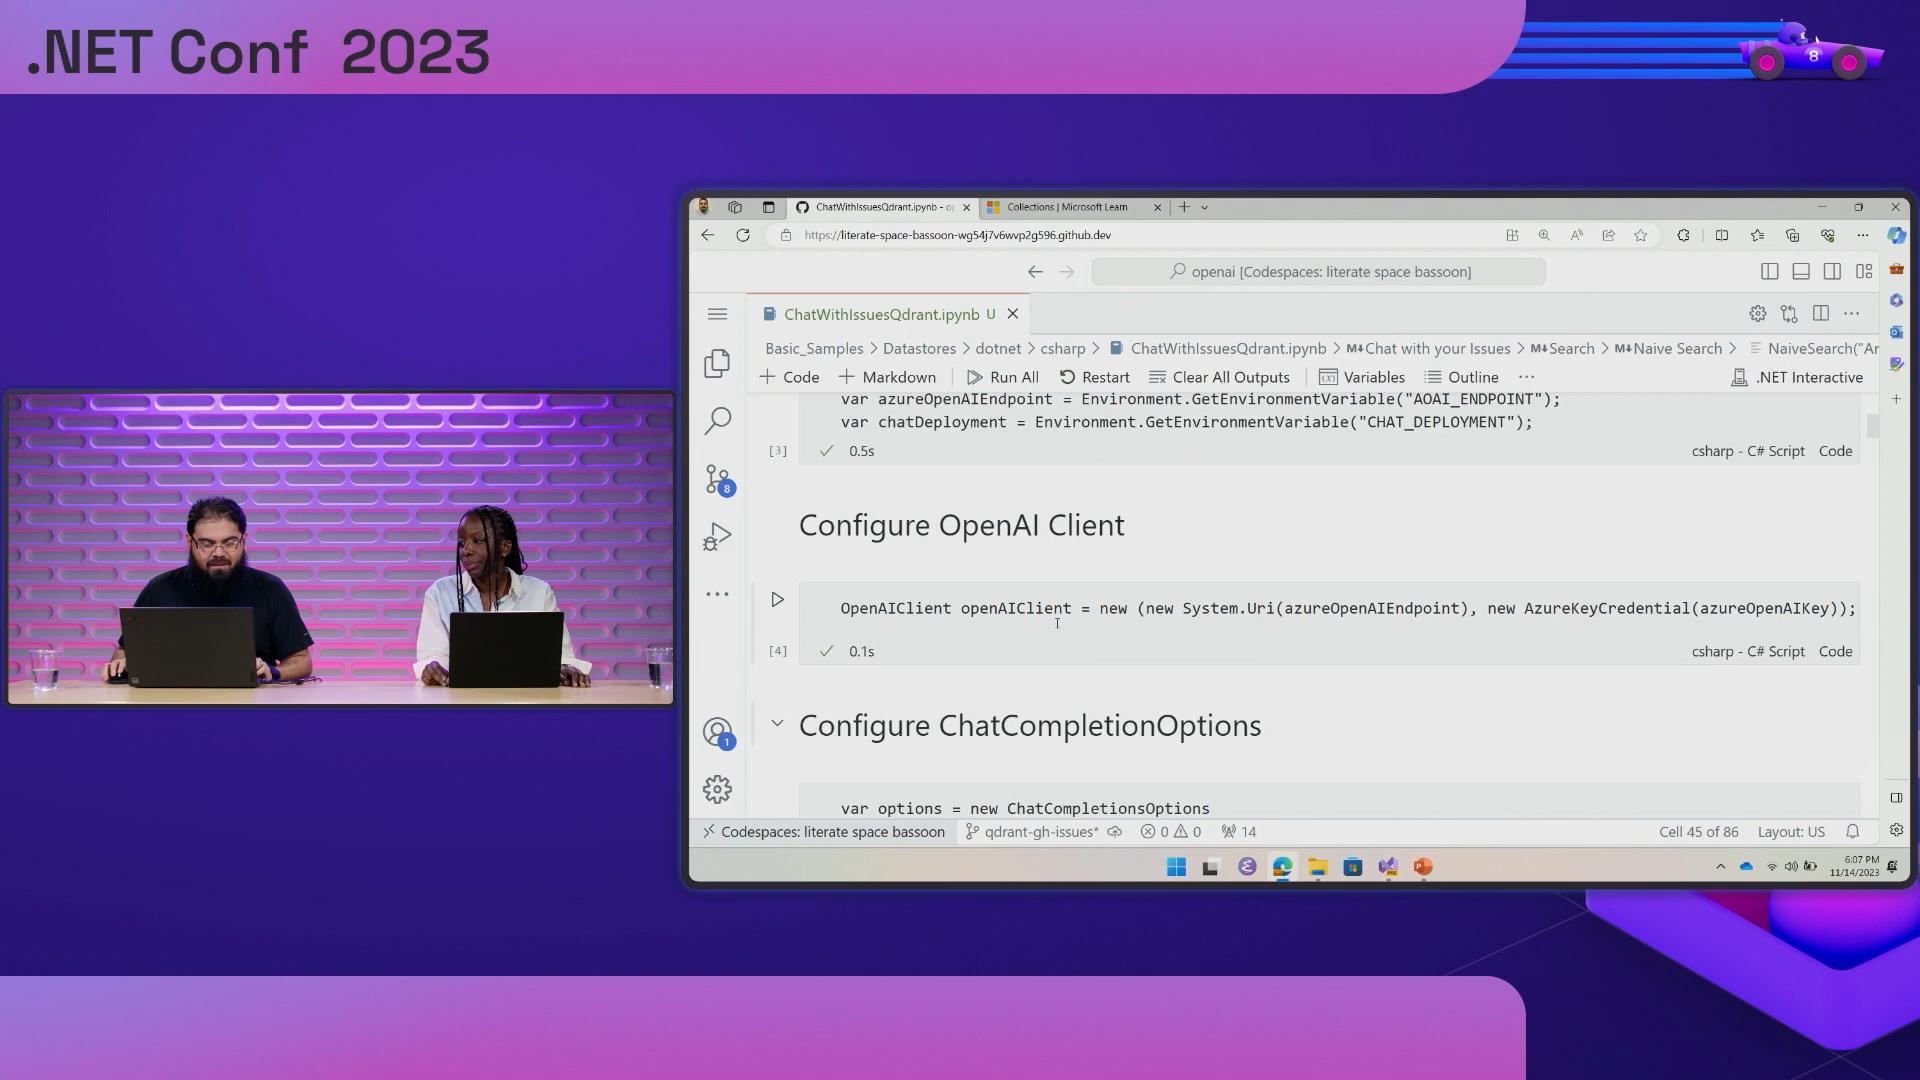 .NET Conf 2023
8
ChatWithIssuesQdrant.ipynb - o
Collections | Microsoft Learn
https://literate-space-bassoon-wg54j7v6wvp2g596.github.dev
openai [Codespaces: literate space bassoon]
ChatWithIssuesQdrant.ipynb U
Basic_Samples > Datastores > dotnet > csharp > ChatWithIssuesQdrant.ipynb > M↓Chat with your Issues > M↓Search > M↓Naive Search > NaiveSearch("Ar
+ Code + Markdown Run All Restart Clear All Outputs Variables Outline ... .NET Interactive
var azureOpenAIEndpoint = Environment.GetEnvironmentVariable("AOAI_ENDPOINT");
var chatDeployment = Environment.GetEnvironmentVariable("CHAT_DEPLOYMENT");
[3] ✓ 0.5s csharp - C# Script Code
8
Configure OpenAI Client
OpenAIClient openAIClient = new (new System.Uri(azureOpenAIEndpoint), new AzureKeyCredential(azureOpenAIKey));
[4] ✓ 0.1s csharp - C# Script Code
Configure ChatCompletionOptions
1
var options = new ChatCompletionsOptions
Codespaces: literate space bassoon qdrant-gh-issues* 0 0 14 Cell 45 of 86 Layout: US
6:07 PM
11/14/2023